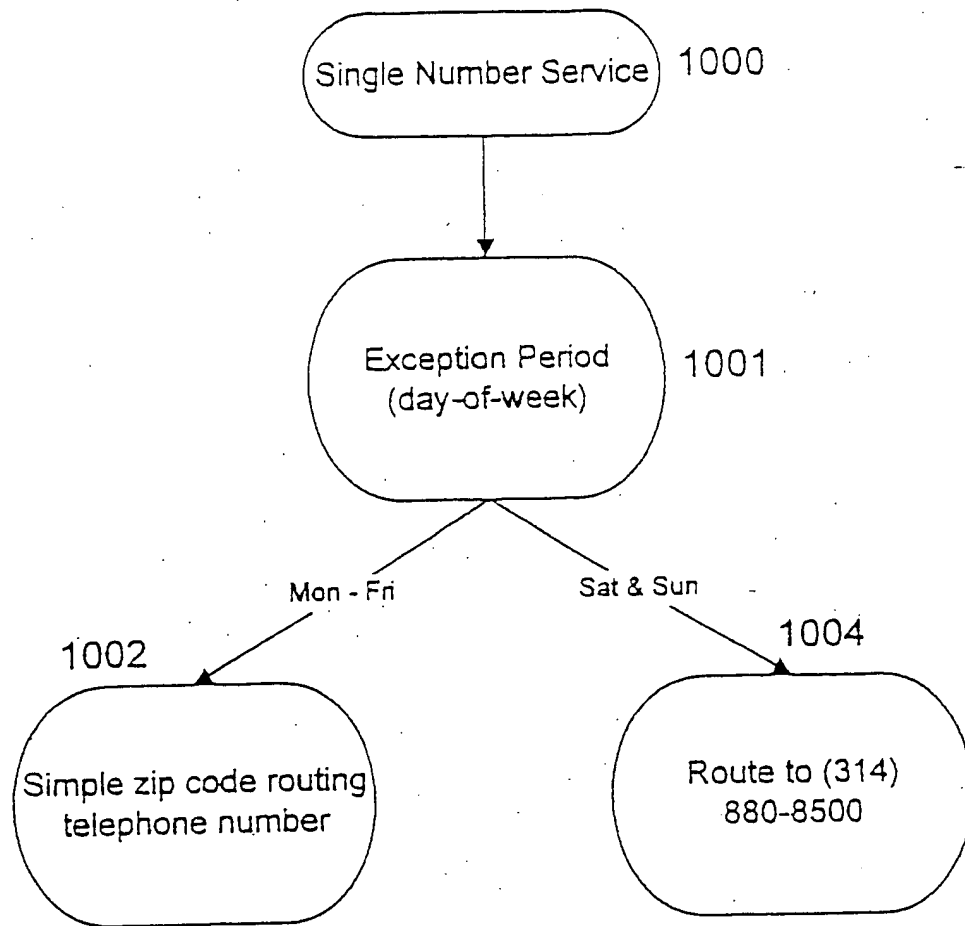 Single Number Service
1000
Exception Period
(day-of-week)
1001
Mon - Fri
Sat & Sun
1002
1004
Simple zip code routing
telephone number
Route to (314)
880-8500